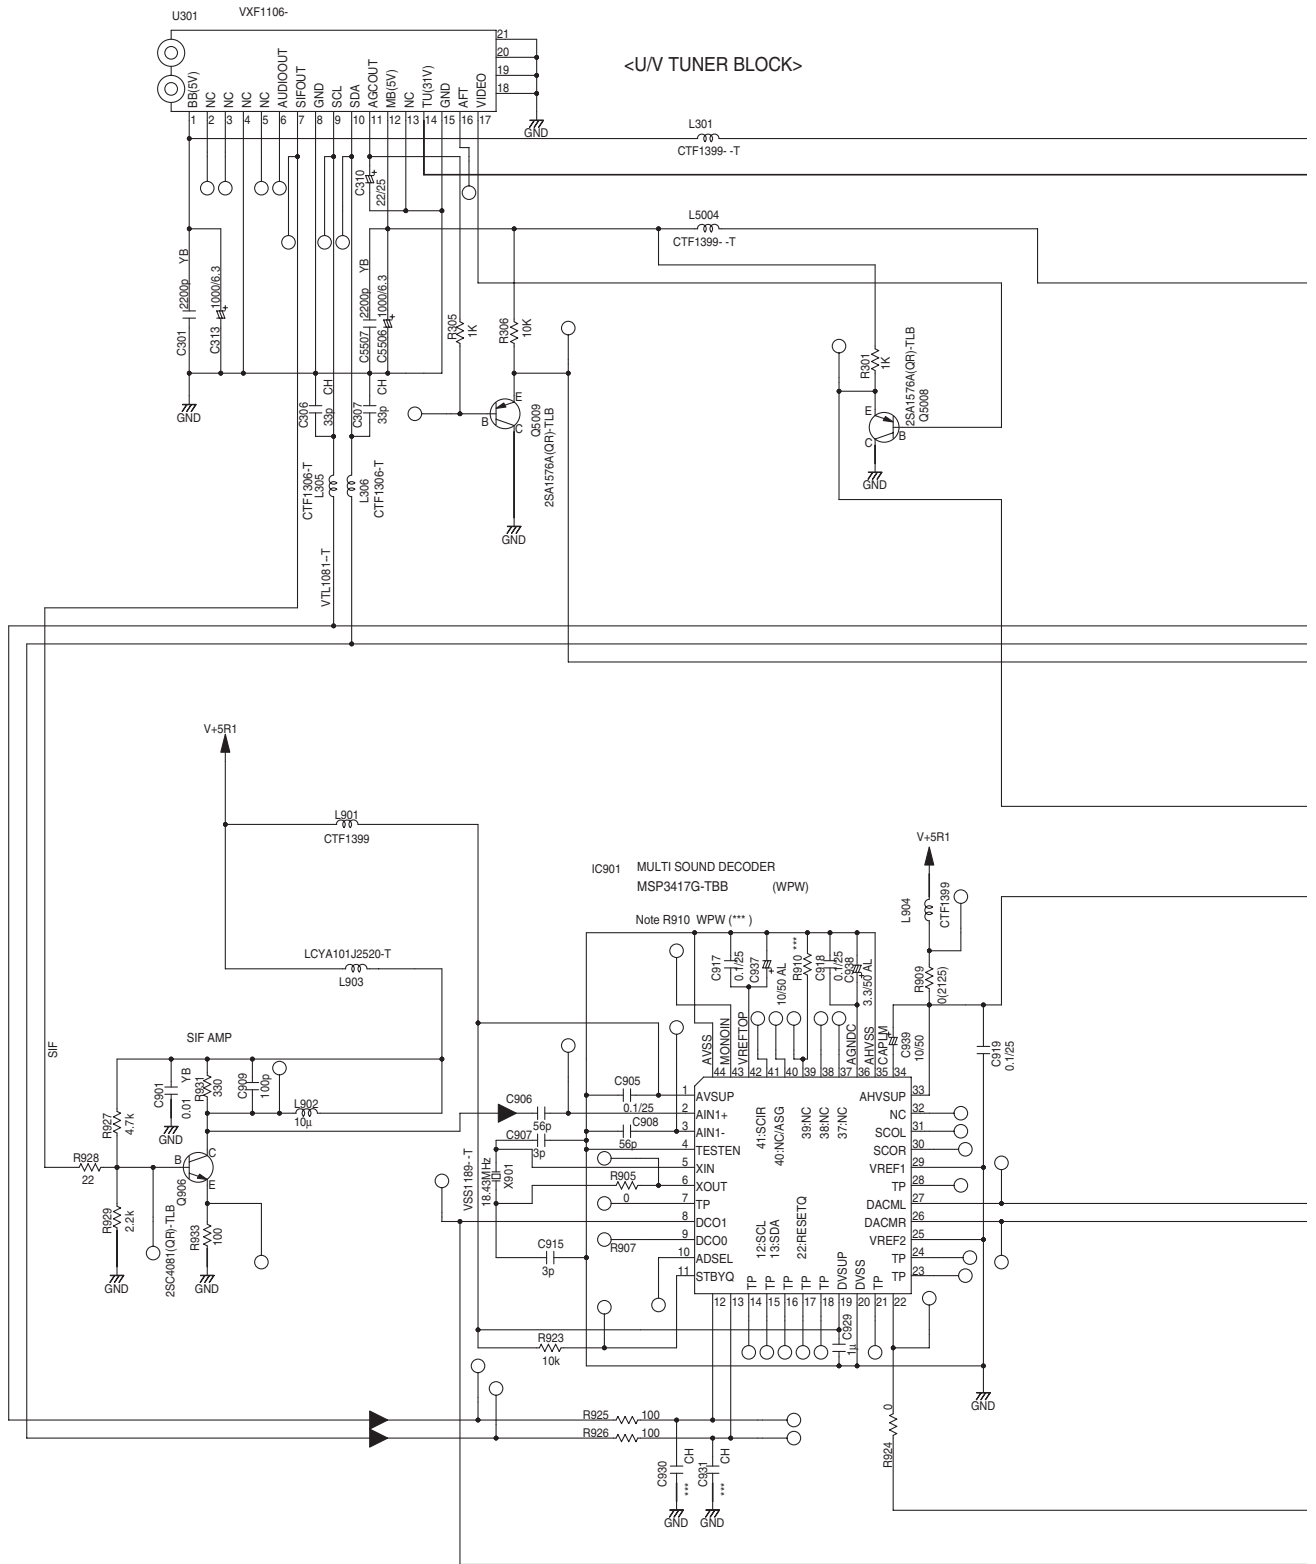 U301
VXF1106-
<U/V TUNER BLOCK>
BB(5V)
NC
NC
NC
NC
AUDIOOUT
SIFOUT
GND
SCL
SDA
AGCOUT
MB(5V)
NC
TU(31V)
GND
AFT
VIDEO
21
20
19
18
1 2 3 4 5 6 7 8 9 10 11 12 13 14 15 16 17
GND
L301
CTF1399- -T
C310
22/25
L5004
CTF1399- -T
C301
2200p YB
C313
1000/6.3
C5507
2200p YB
C5506
1000/6.3
R305
1K
R306
10K
R301
1K
2SA1576A(QR)-TLB
Q5008
E
B
C
GND
GND
C306
33p CH
C307
33p CH
E
B
C
Q5009
2SA1576A(QR)-TLB
GND
CTF1306-T
L305
L306
CTF1306-T
VTL1081--T
V+5R1
L901
CTF1399
LCYA101J2520-T
L903
V+5R1
L904
CTF1399
IC901
MULTI SOUND DECODER
MSP3417G-TBB (WPW)
Note R910 WPW (*** )
C917
0.1/25
C937
10/50 AL
R910 ***
C918
0.1/25
C938
3.3/50 AL
R909
0(2125)
C939
10/50
C919
0.1/25
SIF
SIF AMP
C901
0.01 YB
R931
330
C909
100p
L902
10μ
R927
4.7k
R928
22
R929
2.2k
B
C
E
Q906
2SC4081(QR)-TLB
R933
100
GND
GND
GND
C905
0.1/25
C906
56p
C908
56p
C907
3p
VSS1189- -T
18.43MHz
X901
R905
0
R907
C915
3p
AVSS
MONOIN
VREFTOP
AGNDC
AHVSS
CAPLM
44 43 42 41 40 39 38 37 36 35 34
41:SCIR
40:NC/ASG
39:NC
38:NC
37:NC
1 AVSUP
2 AIN1+
3 AIN1-
4 TESTEN
5 XIN
6 XOUT
7 TP
8 DCO1
9 DCO0
10 ADSEL
11 STBYQ
AHVSUP 33
NC 32
SCOL 31
SCOR 30
VREF1 29
TP 28
DACML 27
DACMR 26
VREF2 25
TP 24
TP 23
12:SCL
13:SDA
22:RESETQ
TP
TP
TP
TP
TP
DVSUP
DVSS
TP
12 13 14 15 16 17 18 19 20 21 22
R923
10k
C929
1μ
GND
R925 100
R926 100
C930
*** CH
C931
*** CH
GND
GND
R924
0